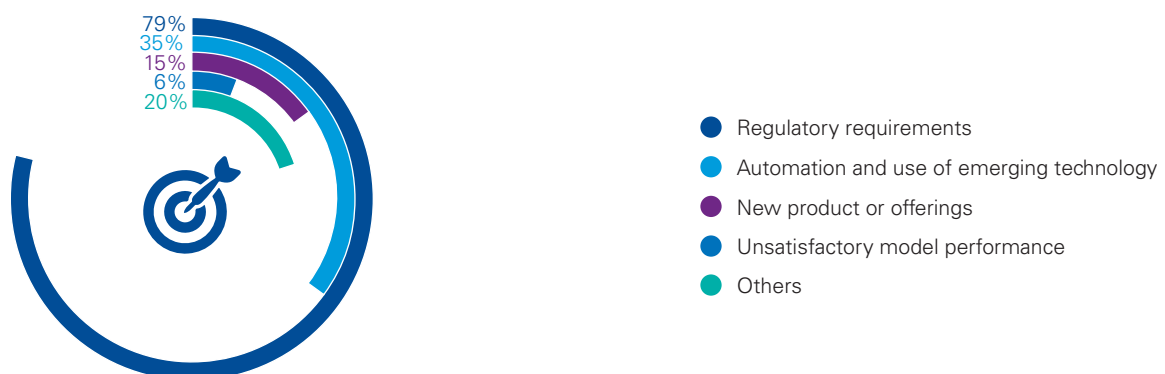 79%
35%
15%
6%
20%
Regulatory requirements
Automation and use of emerging technology
New product or offerings
Unsatisfactory model performance
Others